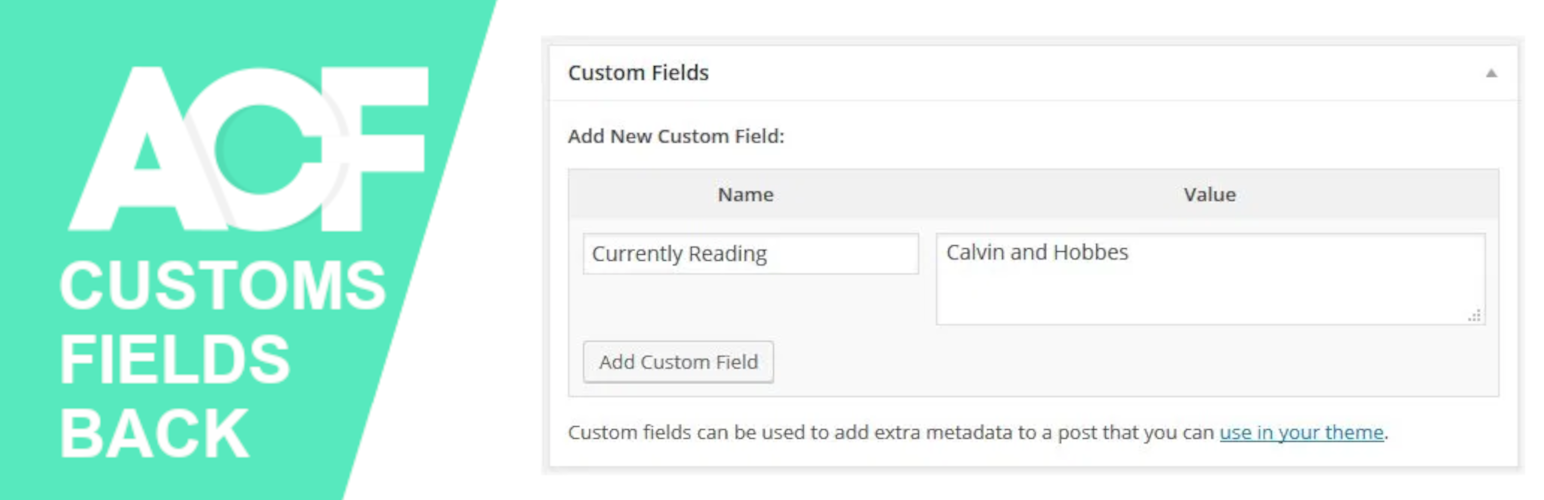 ACF
CUSTOMS
FIELDS
BACK
Custom Fields
Add New Custom Field:
Name Value
Currently Reading Calvin and Hobbes
Add Custom Field
Custom fields can be used to add extra metadata to a post that you can use in your theme.